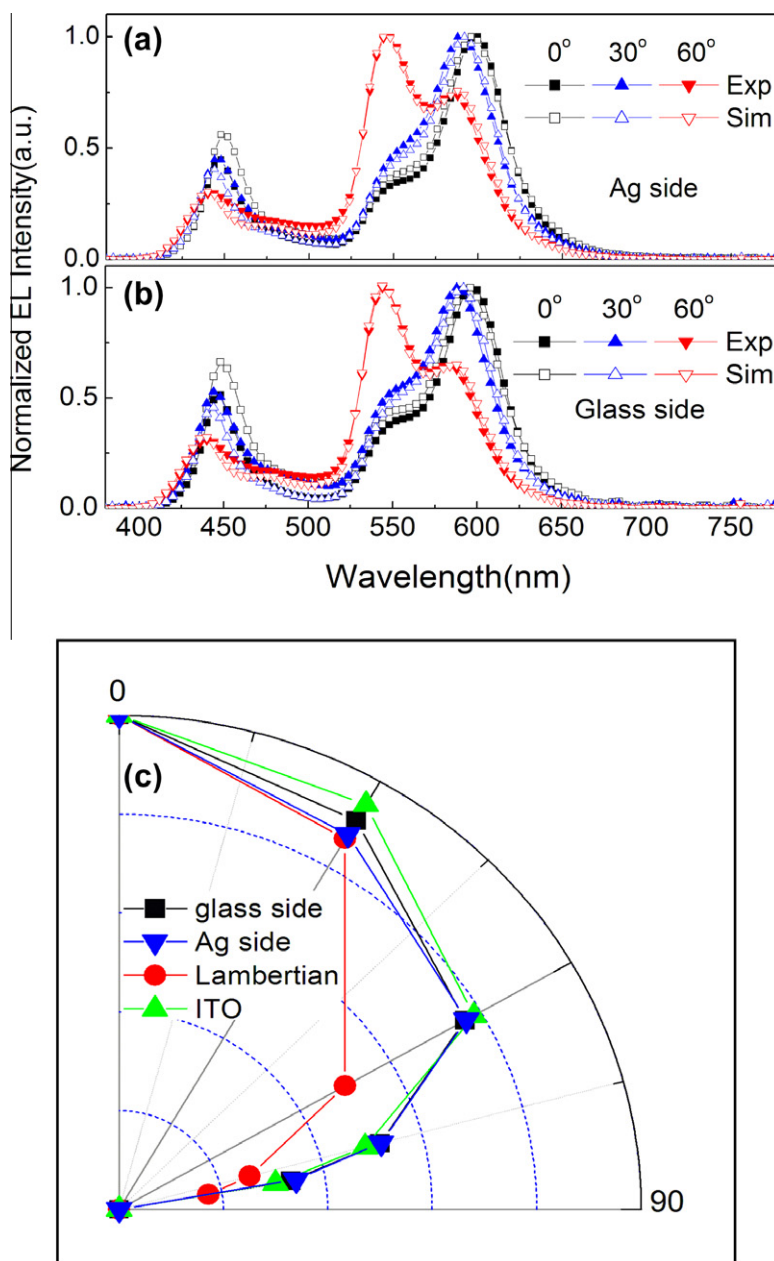 (a)
0° 30° 60°
Exp
Sim
Ag side
1.0
0.5
0.0
(b)
0° 30° 60°
Exp
Sim
Glass side
1.0
0.5
0.0
Normalized EL Intensity(a.u.)
400 450 500 550 600 650 700 750
Wavelength(nm)
0
(c)
glass side
Ag side
Lambertian
ITO
90